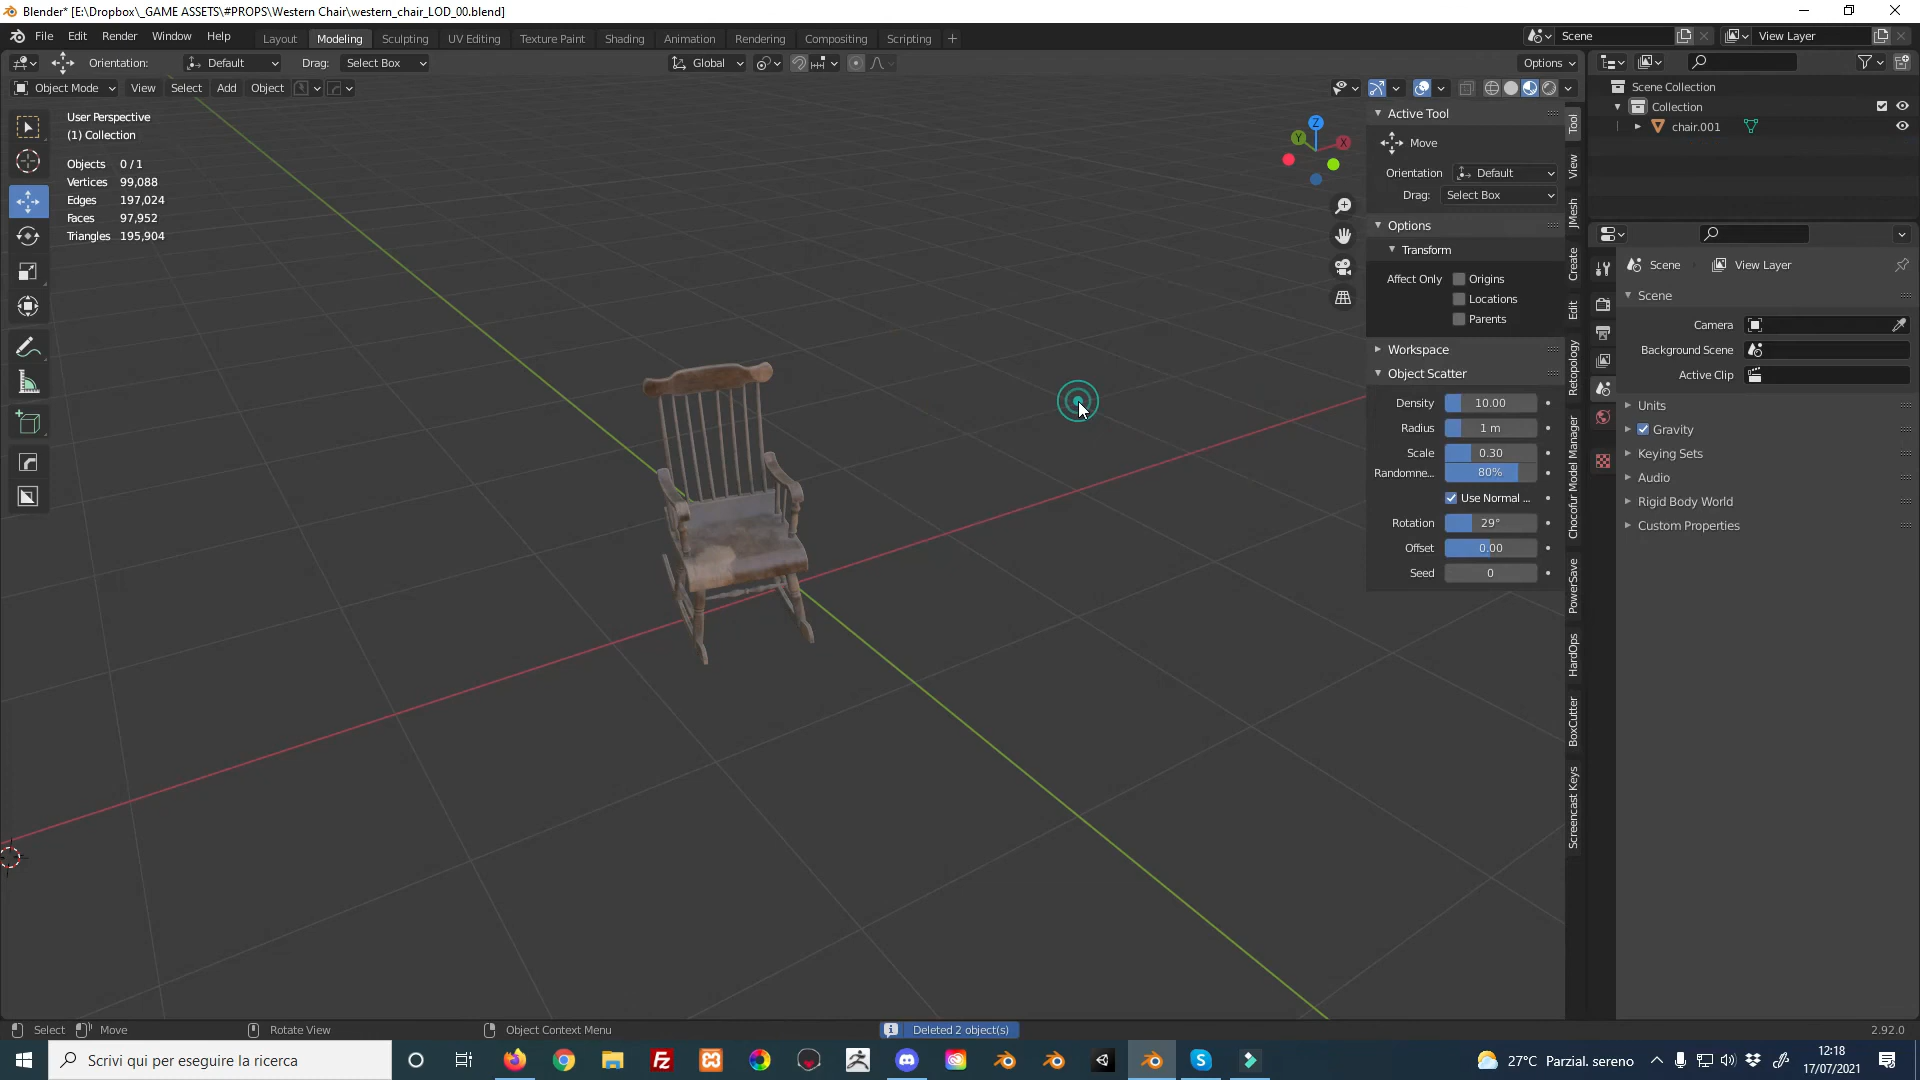 Blender* [E:\Dropbox\_GAME ASSETS\#PROPS\Western Chair\western_chair_LOD_00.blend]
File Edit Render Window Help Layout Modeling Sculpting UV Editing Texture Paint Shading Animation Rendering Compositing Scripting Scene View Layer
Orientation: Default Drag: Select Box Global Options
Object Mode View Select Add Object
User Perspective
(1) Collection
Objects 0 / 1
Vertices 99,088
Edges 197,024
Faces 97,952
Triangles 195,904
Z
Y
X
Active Tool
Move
Orientation Default
Drag: Select Box
Options
Transform
Affect Only Origins
Locations
Parents
Workspace
Object Scatter
Density 10.00
Radius 1 m
Scale 0.30
Randomne... 80%
Use Normal ...
Rotation 29°
Offset 0.00
Seed 0
Tool
View
JMesh
Create
Edit
Retopology
Chocofur Model Manager
PowerSave
HardOps
BoxCutter
Screencast Keys
Scene Collection
Collection
chair.001
Scene View Layer
Scene
Camera
Background Scene
Active Clip
Units
Gravity
Keying Sets
Audio
Rigid Body World
Custom Properties
Select Move Rotate View Object Context Menu Deleted 2 object(s) 2.92.0
Scrivi qui per eseguire la ricerca
27°C Parzial. sereno
12:18
17/07/2021